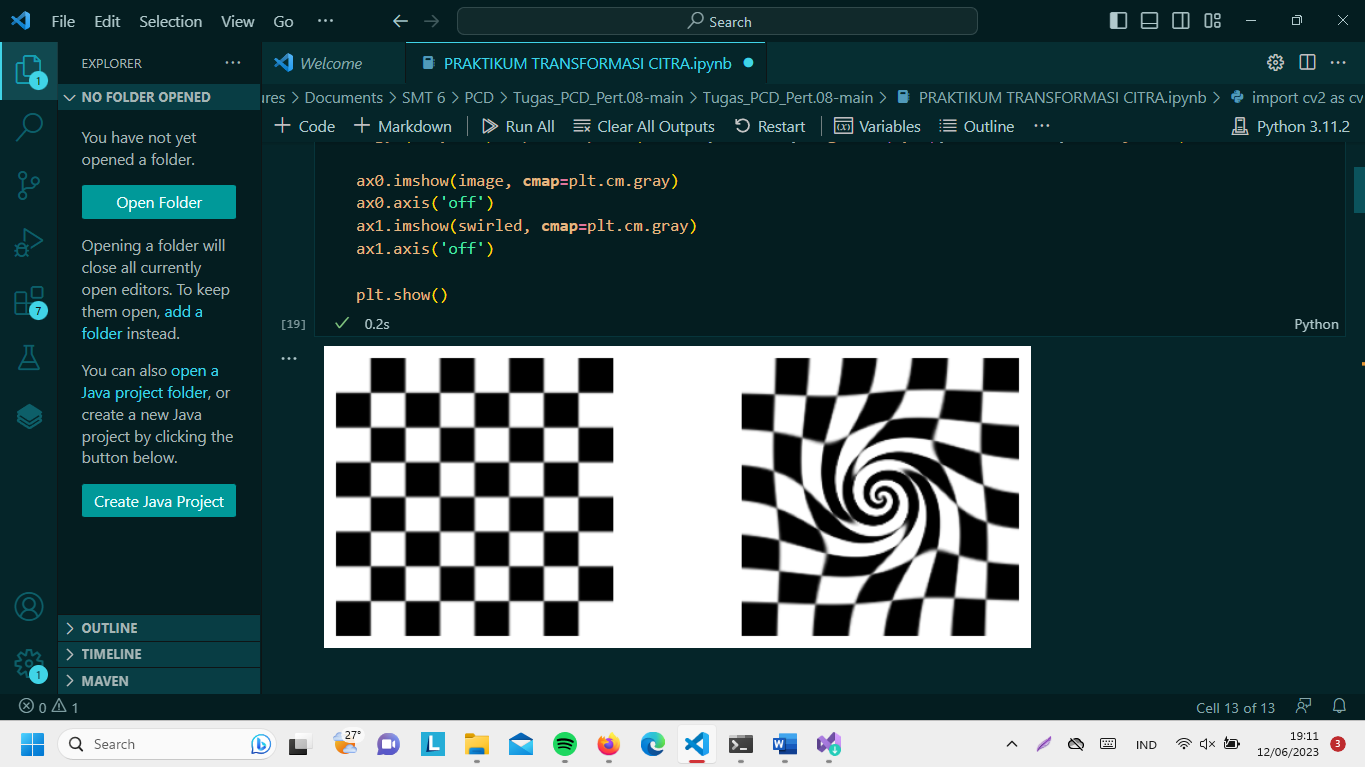 File Edit Selection View Go ··· Search
EXPLORER ···
NO FOLDER OPENED
You have not yet
opened a folder.
Open Folder
Opening a folder will
close all currently
open editors. To keep
them open, add a
folder instead.
You can also open a
Java project folder, or
create a new Java
project by clicking the
button below.
Create Java Project
OUTLINE
TIMELINE
MAVEN
Welcome PRAKTIKUM TRANSFORMASI CITRA.ipynb
ures > Documents > SMT 6 > PCD > Tugas_PCD_Pert.08-main > Tugas_PCD_Pert.08-main > PRAKTIKUM TRANSFORMASI CITRA.ipynb > import cv2 as cv
+ Code + Markdown Run All Clear All Outputs Restart Variables Outline ··· Python 3.11.2
ax0.imshow(image, cmap=plt.cm.gray)
ax0.axis('off')
ax1.imshow(swirled, cmap=plt.cm.gray)
ax1.axis('off')
plt.show()
[19] 0.2s Python
1
7
1
0 1 Cell 13 of 13
Search 27° L W IND 19:11
12/06/2023 3